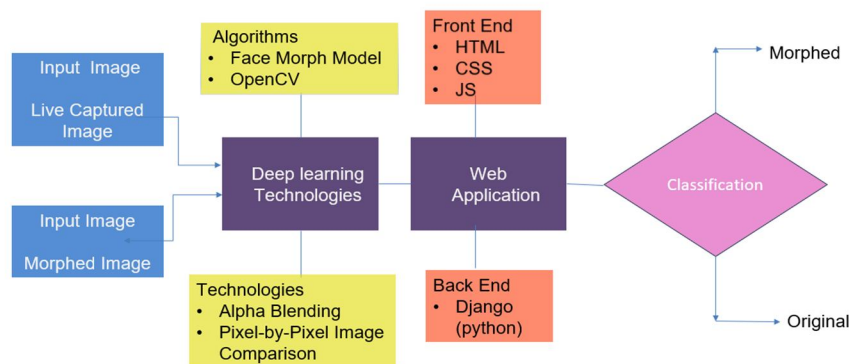 Input Image
Live Captured
Image
Input Image
Morphed Image
Algorithms
• Face Morph Model
• OpenCV
Deep learning
Technologies
Technologies
• Alpha Blending
• Pixel-by-Pixel Image
Comparison
Front End
• HTML
• CSS
• JS
Web
Application
Back End
• Django
(python)
Classification
Morphed
Original